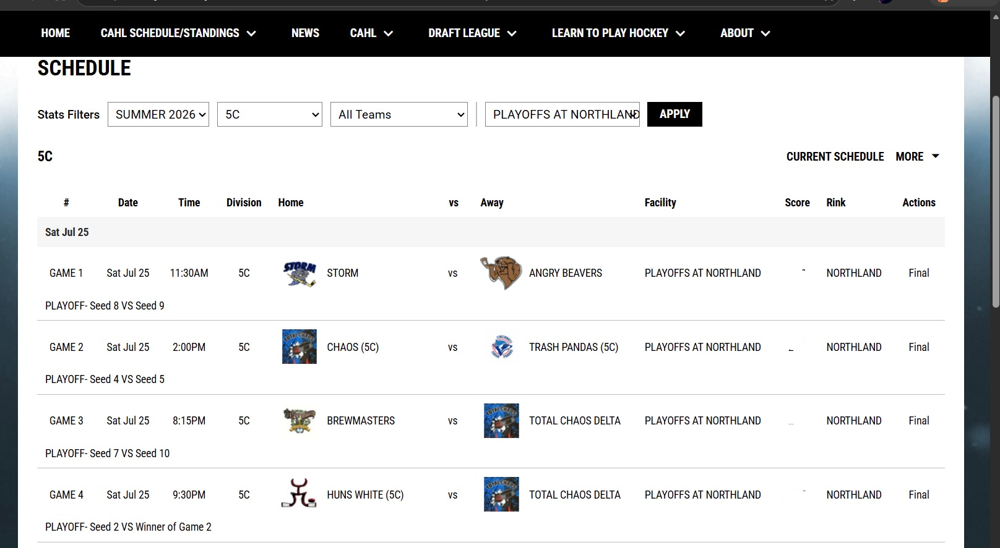 HOME CAHL SCHEDULE/STANDINGS NEWS CAHL DRAFT LEAGUE LEARN TO PLAY HOCKEY ABOUT
SCHEDULE
Stats Filters SUMMER 2026 5C All Teams PLAYOFFS AT NORTHLAND APPLY
5C CURRENT SCHEDULE MORE
# Date Time Division Home vs Away Facility Score Rink Actions
Sat Jul 25
GAME 1 Sat Jul 25 11:30AM 5C STORM STORM vs ANGRY BEAVERS PLAYOFFS AT NORTHLAND NORTHLAND Final
PLAYOFF- Seed 8 VS Seed 9
GAME 2 Sat Jul 25 2:00PM 5C TOTAL CHAOS CHAOS (5C) vs TRASH PANDAS (5C) PLAYOFFS AT NORTHLAND NORTHLAND Final
PLAYOFF- Seed 4 VS Seed 5
GAME 3 Sat Jul 25 8:15PM 5C BREWMASTERS vs TOTAL CHAOS TOTAL CHAOS DELTA PLAYOFFS AT NORTHLAND NORTHLAND Final
PLAYOFF- Seed 7 VS Seed 10
GAME 4 Sat Jul 25 9:30PM 5C HUNS WHITE (5C) vs TOTAL CHAOS TOTAL CHAOS DELTA PLAYOFFS AT NORTHLAND NORTHLAND Final
PLAYOFF- Seed 2 VS Winner of Game 2